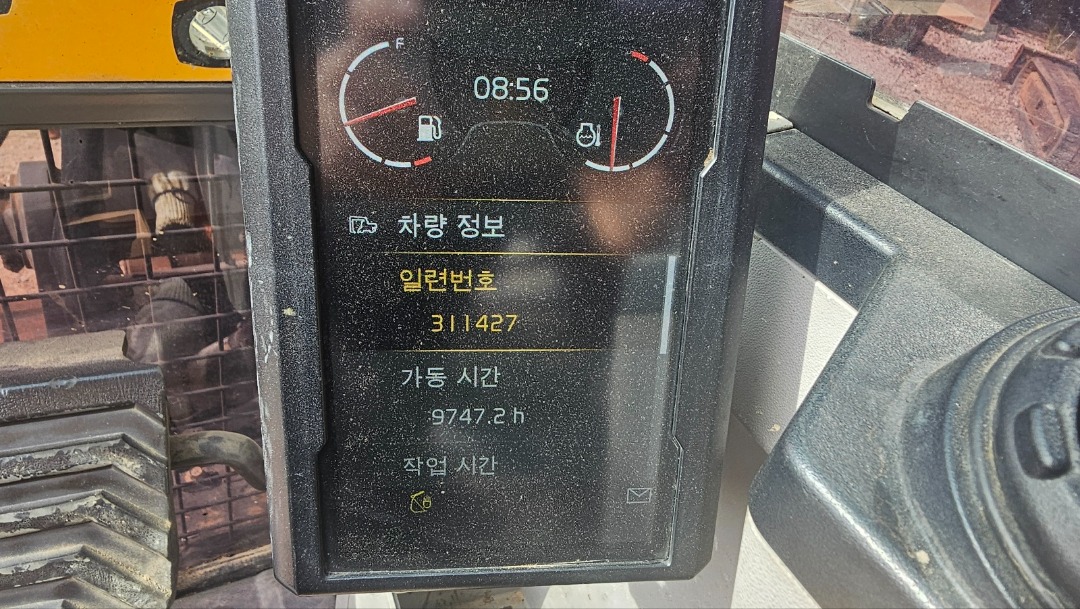 F
08:56
차량 정보
일련번호
311427
가동 시간
9747.2 h
작업 시간